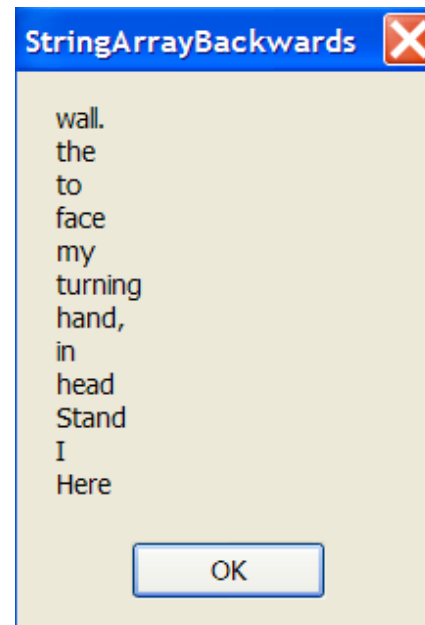 StringArrayBackwards
wall.
the
to
face
my
turning
hand,
in
head
Stand
I
Here
OK